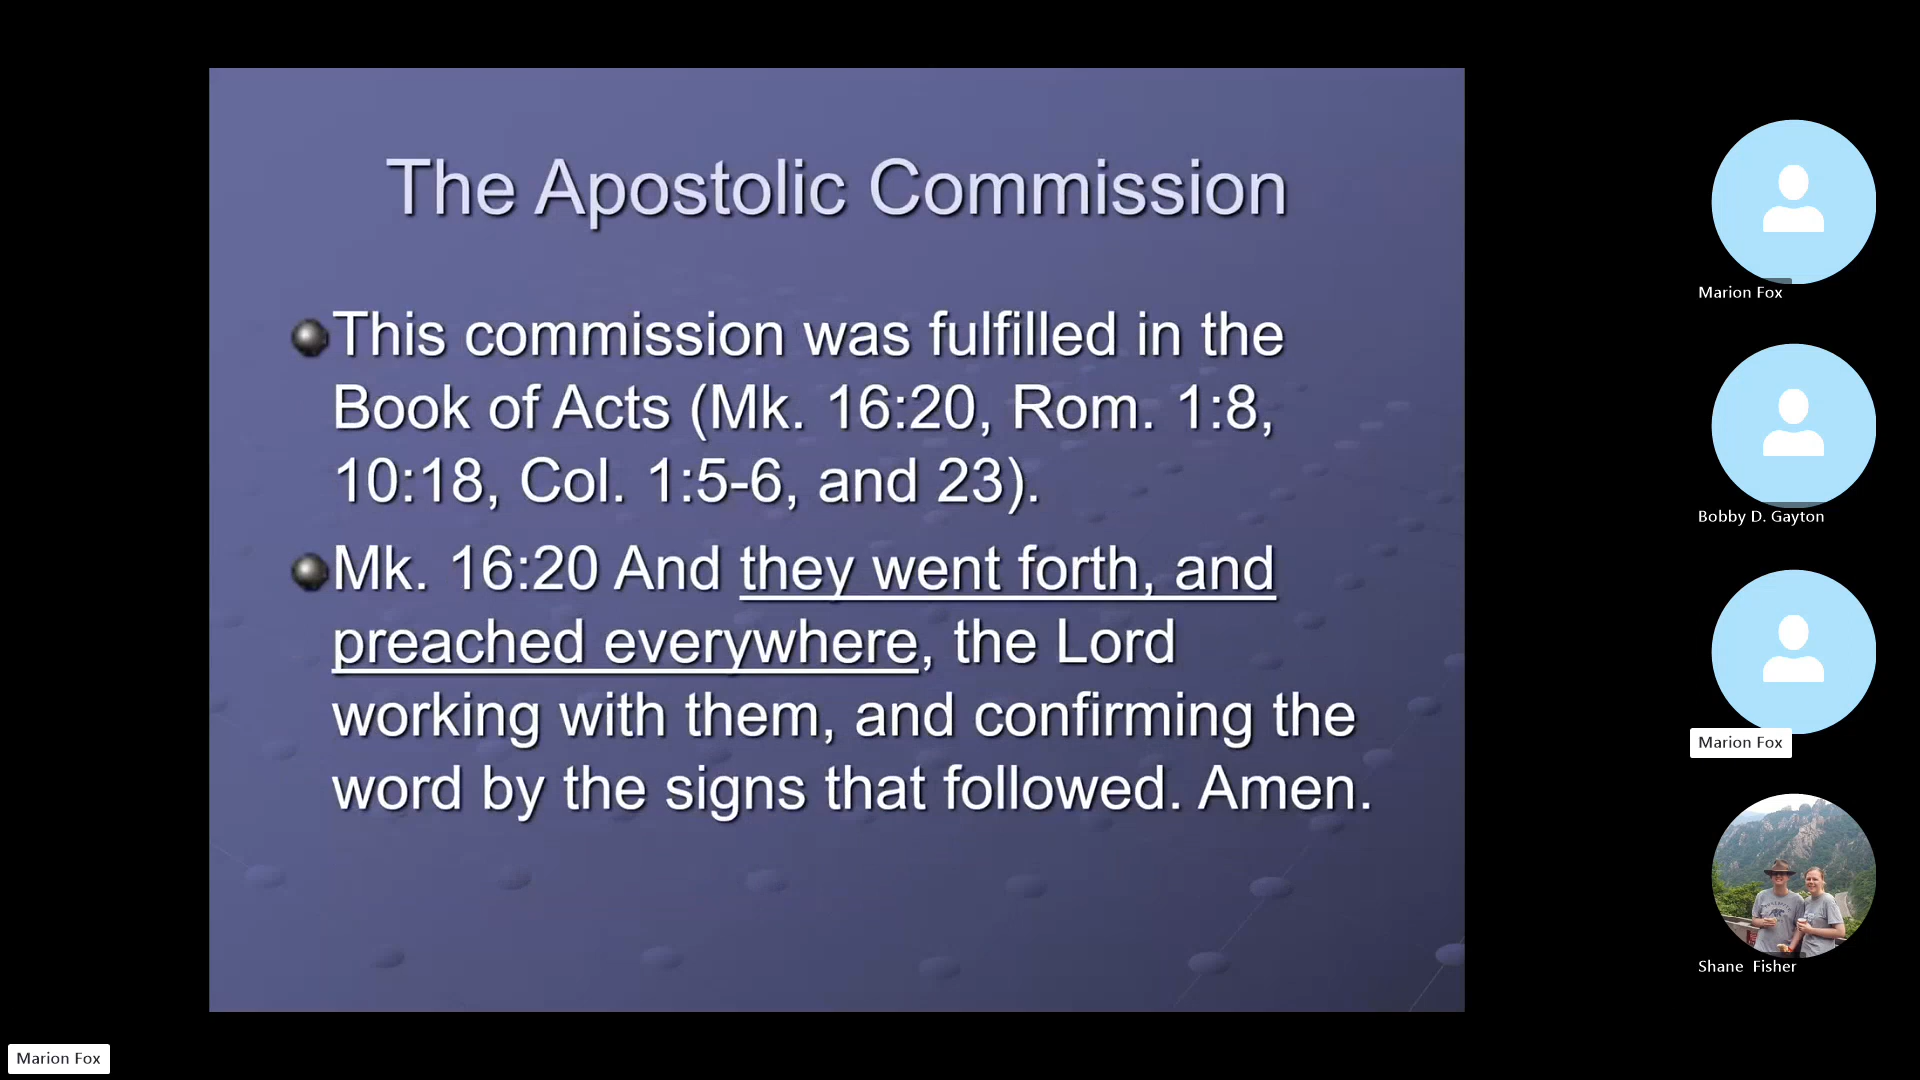 The Apostolic Commission
This commission was fulfilled in the
Book of Acts (Mk. 16:20, Rom. 1:8,
10:18, Col. 1:5-6, and 23).
Mk. 16:20 And they went forth, and
preached everywhere, the Lord
working with them, and confirming the
word by the signs that followed. Amen.
Marion Fox
Bobby D. Gayton
Marion Fox
Shane  Fisher
Marion Fox